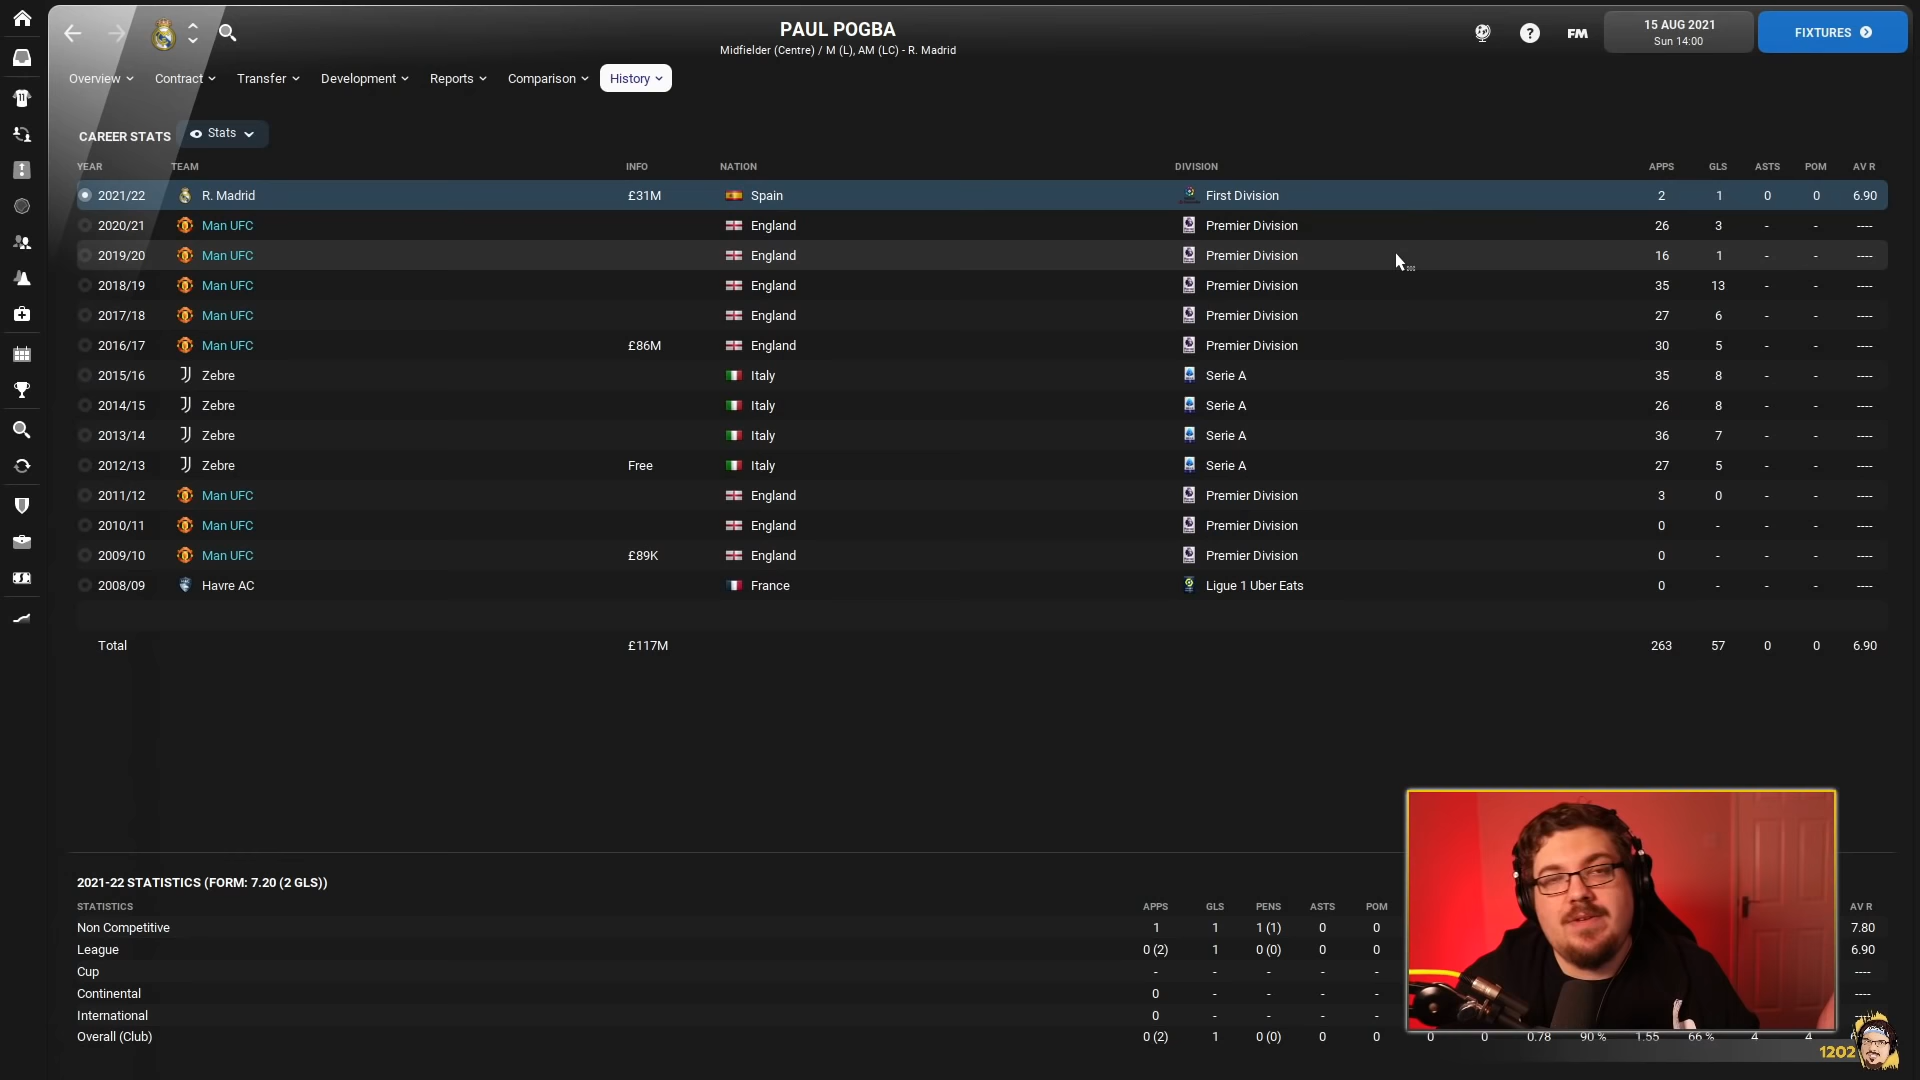 PAUL POGBA
Midfielder (Centre) / M (L), AM (LC) - R. Madrid
FM
15 AUG 2021
Sun 14:00
FIXTURES
Overview Contract Transfer Development Reports Comparison History
CAREER STATS Stats
YEAR TEAM INFO NATION DIVISION APPS GLS ASTS POM AV R
2021/22 R. Madrid £31M Spain First Division 2 1 0 0 6.90
2020/21 Man UFC England Premier Division 26 3 - - ----
2019/20 Man UFC England Premier Division 16 1 - - ----
2018/19 Man UFC England Premier Division 35 13 - - ----
2017/18 Man UFC England Premier Division 27 6 - - ----
2016/17 Man UFC £86M England Premier Division 30 5 - - ----
2015/16 Zebre Italy Serie A 35 8 - - ----
2014/15 Zebre Italy Serie A 26 8 - - ----
2013/14 Zebre Italy Serie A 36 7 - - ----
2012/13 Zebre Free Italy Serie A 27 5 - - ----
2011/12 Man UFC England Premier Division 3 0 - - ----
2010/11 Man UFC England Premier Division 0 - - - ----
2009/10 Man UFC £89K England Premier Division 0 - - - ----
2008/09 Havre AC France Ligue 1 Uber Eats 0 - - - ----
Total £117M 263 57 0 0 6.90
2021-22 STATISTICS (FORM: 7.20 (2 GLS))
STATISTICS APPS GLS PENS ASTS POM AV R
Non Competitive 1 1 1 (1) 0 0 7.80
League 0 (2) 1 0 (0) 0 0 6.90
Cup - - - - - ----
Continental 0 - - - - ----
International 0 - - - -
Overall (Club) 0 (2) 1 0 (0) 0 0 0 0 0.78 90 % 1.55 66 % 4 4
1202